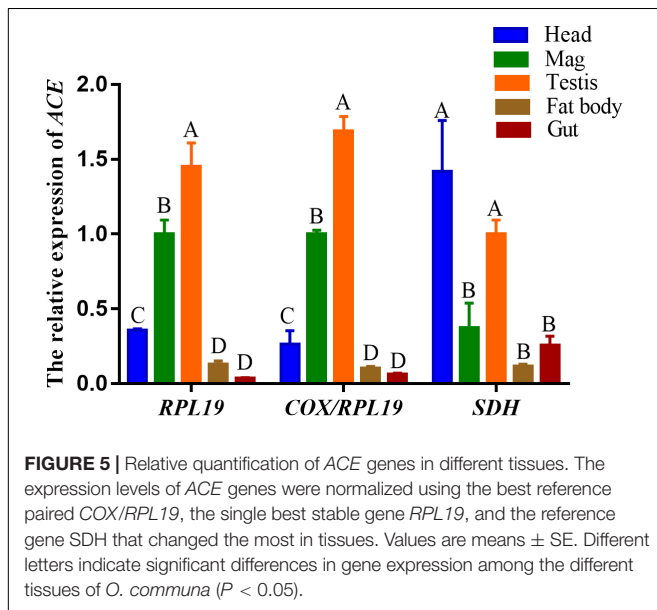 Head
Mag
Testis
Fat body
Gut
The relative expression of ACE
2.0
1.5
1.0
0.5
0.0
C B A D D
C B A D D
A B A B B
RPL19 COX/RPL19 SDH
FIGURE 5 | Relative quantification of ACE genes in different tissues. The
expression levels of ACE genes were normalized using the best reference
paired COX/RPL19, the single best stable gene RPL19, and the reference
gene SDH that changed the most in tissues. Values are means ± SE. Different
letters indicate significant differences in gene expression among the different
tissues of O. communa (P < 0.05).